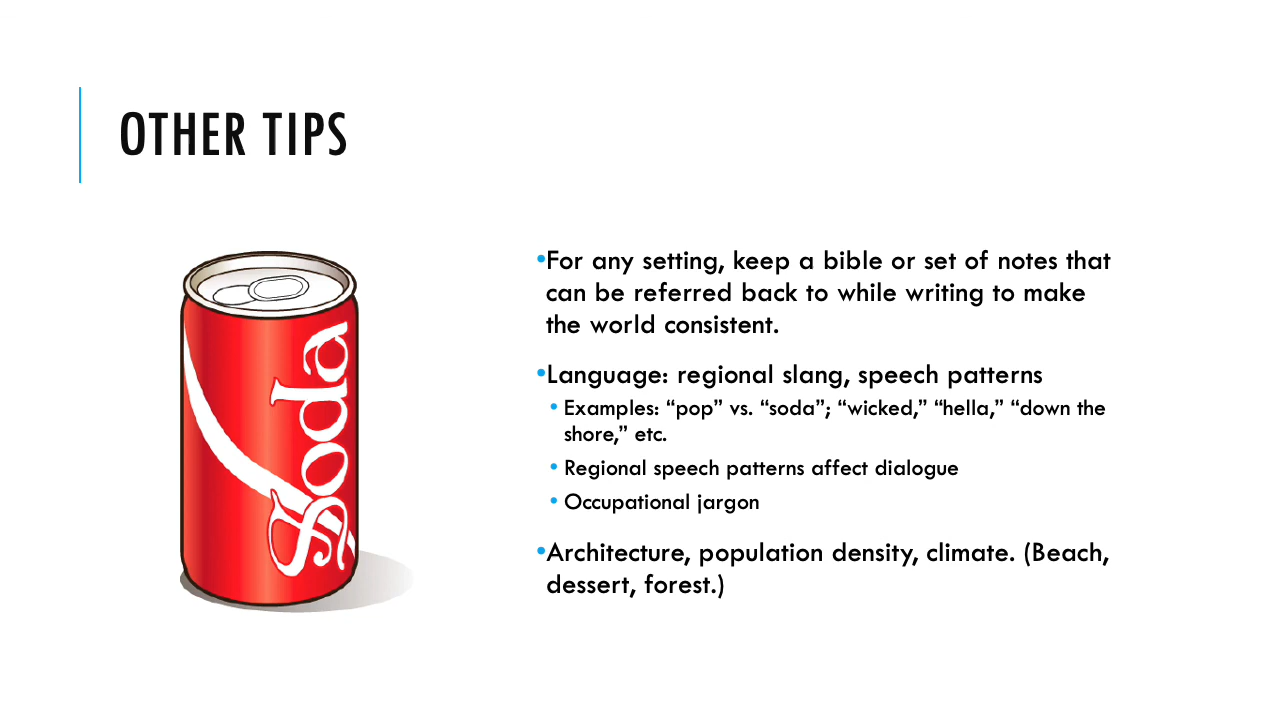 OTHER TIPS
Soda
•For any setting, keep a bible or set of notes that
can be referred back to while writing to make
the world consistent.
•Language: regional slang, speech patterns
• Examples: “pop” vs. “soda”; “wicked,” “hella,” “down the
shore,” etc.
• Regional speech patterns affect dialogue
• Occupational jargon
•Architecture, population density, climate. (Beach,
dessert, forest.)